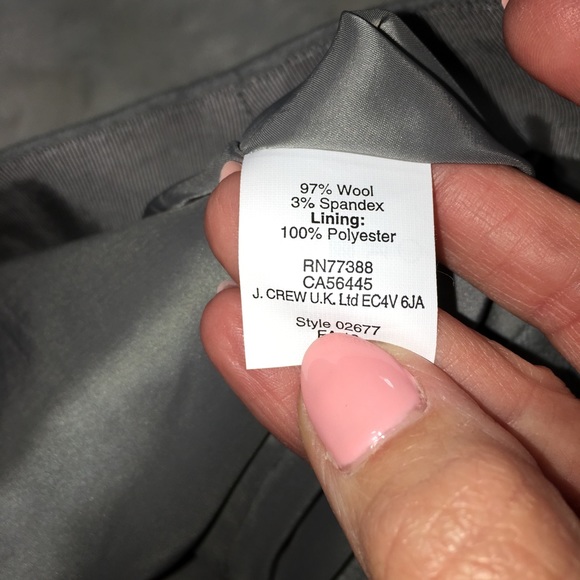 97% Wool
3% Spandex
Lining:
100% Polyester
RN77388
CA56445
J. CREW U.K. Ltd EC4V 6JA
Style 02677